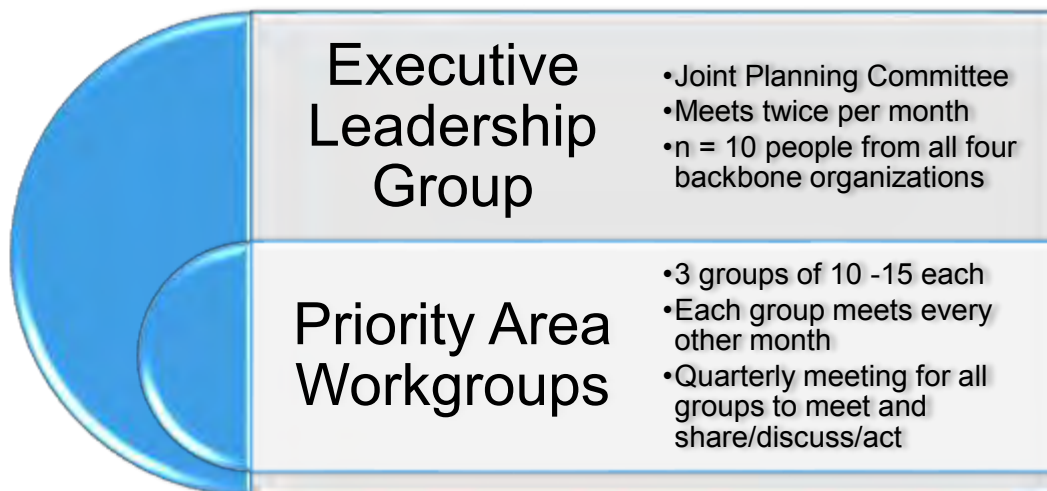 Executive
Leadership
Group
•Joint Planning Committee
•Meets twice per month
•n = 10 people from all four
backbone organizations
Priority Area
Workgroups
•3 groups of 10 -15 each
•Each group meets every
other month
•Quarterly meeting for all
groups to meet and
share/discuss/act